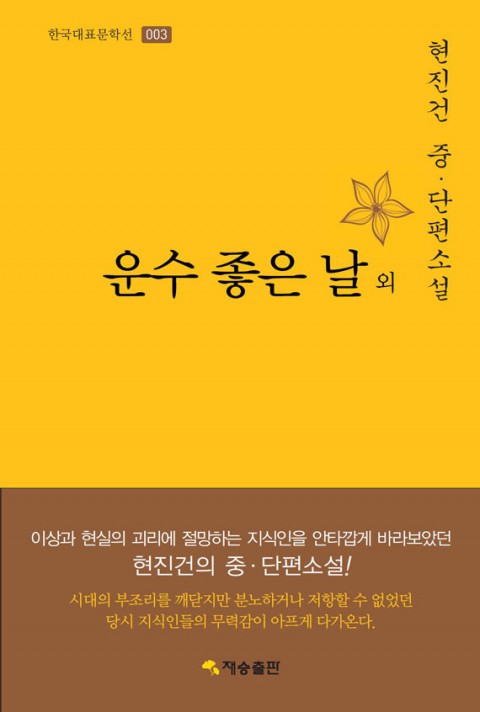 한국대표문학선 003
현진건 중·단편소설
운수 좋은 날 외
이상과 현실의 괴리에 절망하는 지식인을 안타깝게 바라보았던
현진건의 중·단편소설!
시대의 부조리를 깨닫지만 분노하거나 저항할 수 없었던
당시 지식인들의 무력감이 아프게 다가온다.
재승출판